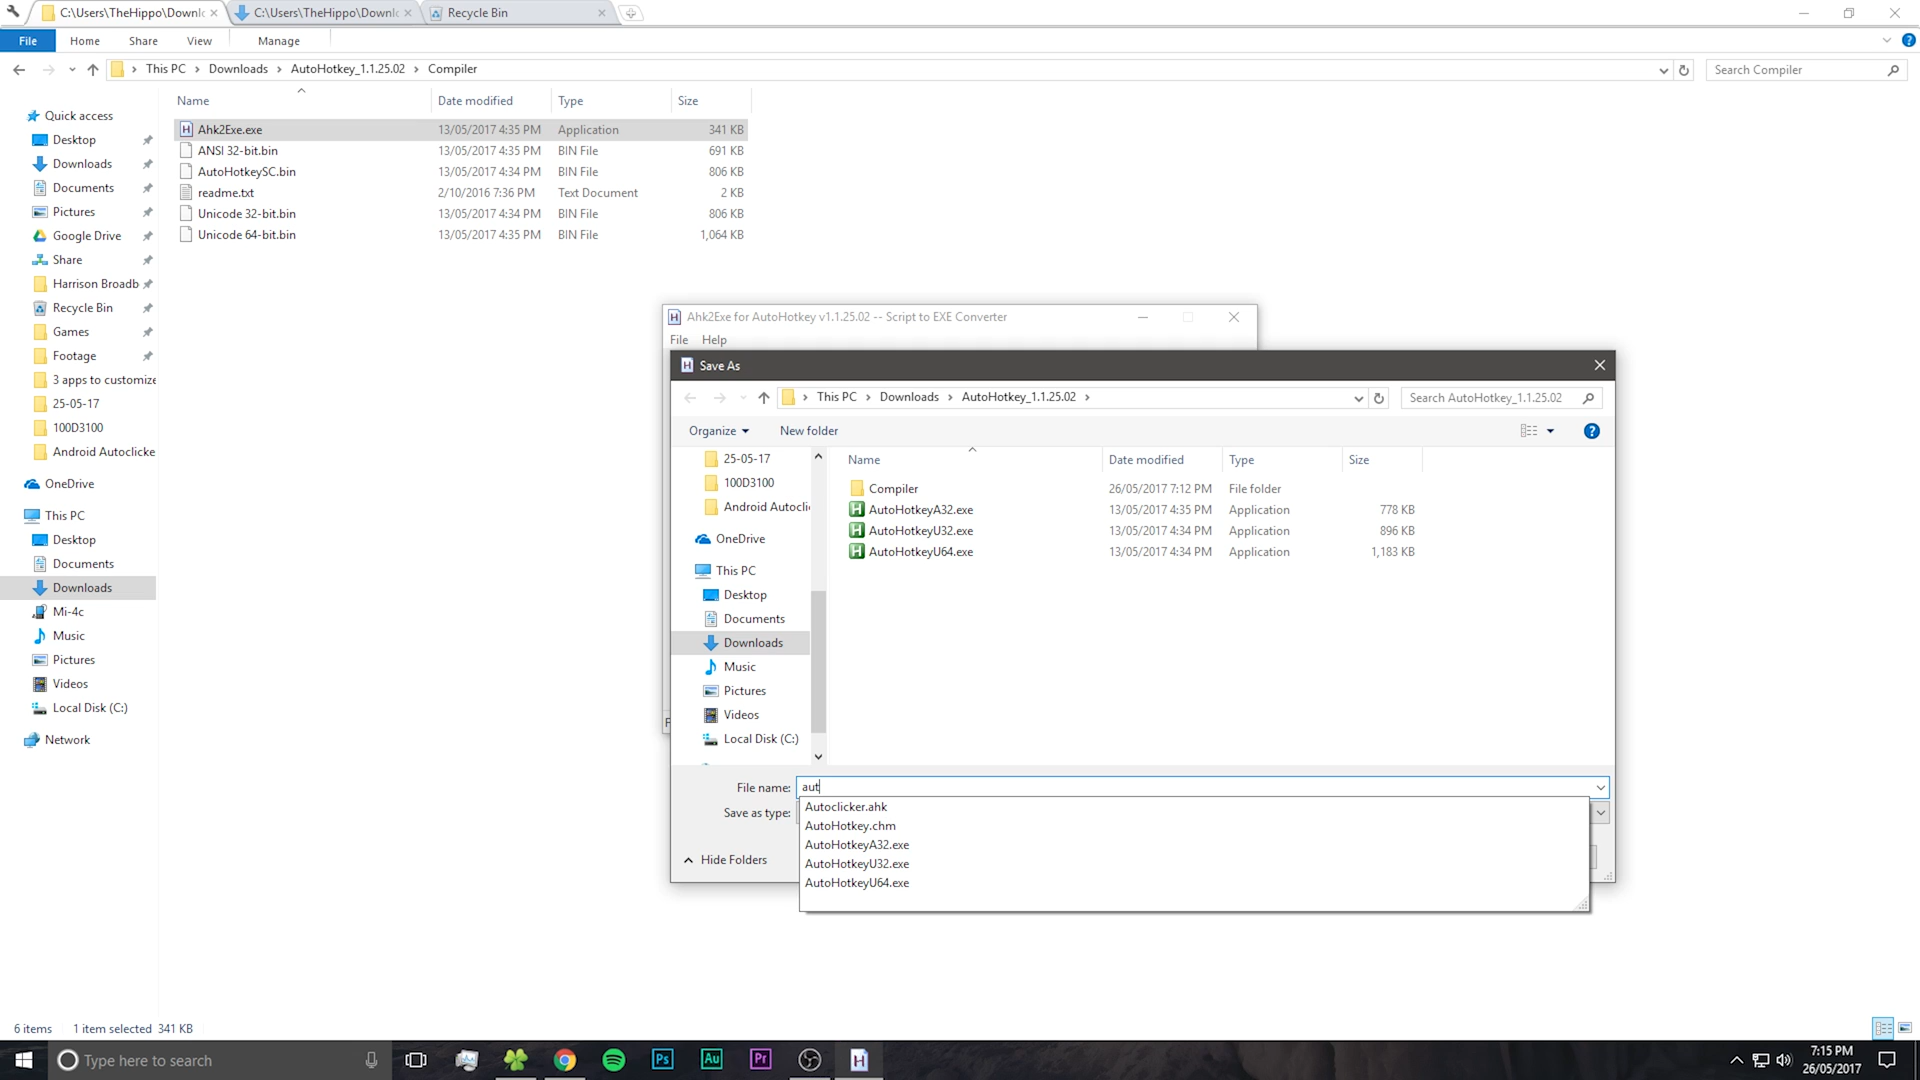 C:\Users\TheHippo\Downl
C:\Users\TheHippo\Downl
Recycle Bin
File
Home
Share
View
Manage
This PC > Downloads > AutoHotkey_1.1.25.02 > Compiler
Search Compiler
Name
Date modified
Type
Size
Ahk2Exe.exe 13/05/2017 4:35 PM Application 341 KB
ANSI 32-bit.bin 13/05/2017 4:35 PM BIN File 691 KB
AutoHotkeySC.bin 13/05/2017 4:34 PM BIN File 806 KB
readme.txt 2/10/2016 7:36 PM Text Document 2 KB
Unicode 32-bit.bin 13/05/2017 4:34 PM BIN File 806 KB
Unicode 64-bit.bin 13/05/2017 4:35 PM BIN File 1,064 KB
Quick access
Desktop
Downloads
Documents
Pictures
Google Drive
Share
Harrison Broadb
Recycle Bin
Games
Footage
3 apps to customize
25-05-17
100D3100
Android Autoclicke
OneDrive
This PC
Desktop
Documents
Downloads
Mi-4c
Music
Pictures
Videos
Local Disk (C:)
Network
Ahk2Exe for AutoHotkey v1.1.25.02 -- Script to EXE Converter
File
Help
Save As
This PC > Downloads > AutoHotkey_1.1.25.02 >
Search AutoHotkey_1.1.25.02
Organize
New folder
25-05-17
100D3100
Android Autocli
OneDrive
This PC
Desktop
Documents
Downloads
Music
Pictures
Videos
Local Disk (C:)
Name
Date modified
Type
Size
Compiler 26/05/2017 7:12 PM File folder
AutoHotkeyA32.exe 13/05/2017 4:35 PM Application 778 KB
AutoHotkeyU32.exe 13/05/2017 4:34 PM Application 896 KB
AutoHotkeyU64.exe 13/05/2017 4:34 PM Application 1,183 KB
File name: aut
Save as type:
Autoclicker.ahk
AutoHotkey.chm
AutoHotkeyA32.exe
AutoHotkeyU32.exe
AutoHotkeyU64.exe
Hide Folders
6 items 1 item selected 341 KB
Type here to search
Ps
Au
Pr
H
7:15 PM
26/05/2017